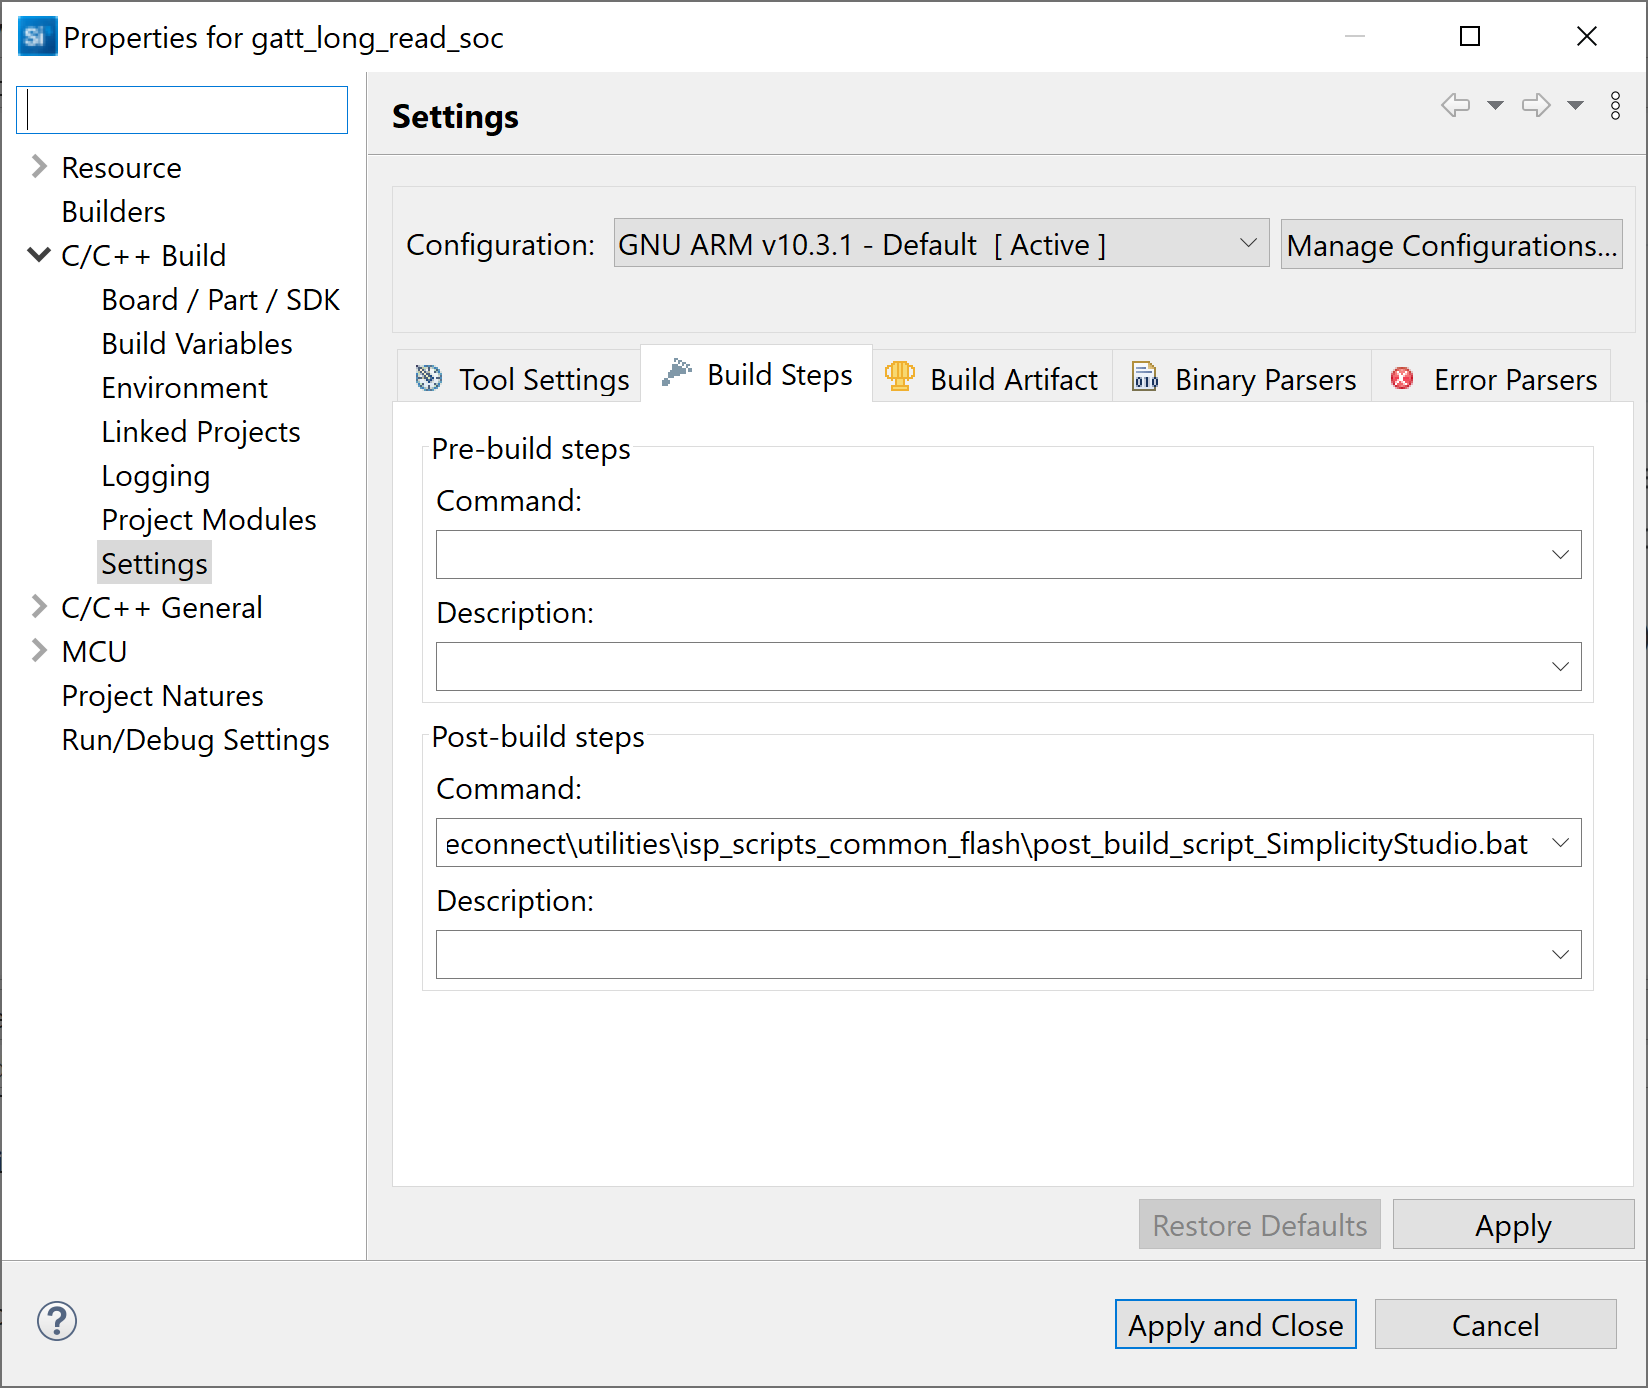 Si
Properties for gatt_long_read_soc
Settings
Resource
Builders
C/C++ Build
Board / Part / SDK
Build Variables
Environment
Linked Projects
Logging
Project Modules
Settings
C/C++ General
MCU
Project Natures
Run/Debug Settings
Configuration: GNU ARM v10.3.1 - Default [ Active ] Manage Configurations...
Tool Settings Build Steps Build Artifact 010 Binary Parsers Error Parsers
Pre-build steps
Command:
Description:
Post-build steps
Command:
econnect\utilities\isp_scripts_common_flash\post_build_script_SimplicityStudio.bat
Description:
Restore Defaults Apply
? Apply and Close Cancel